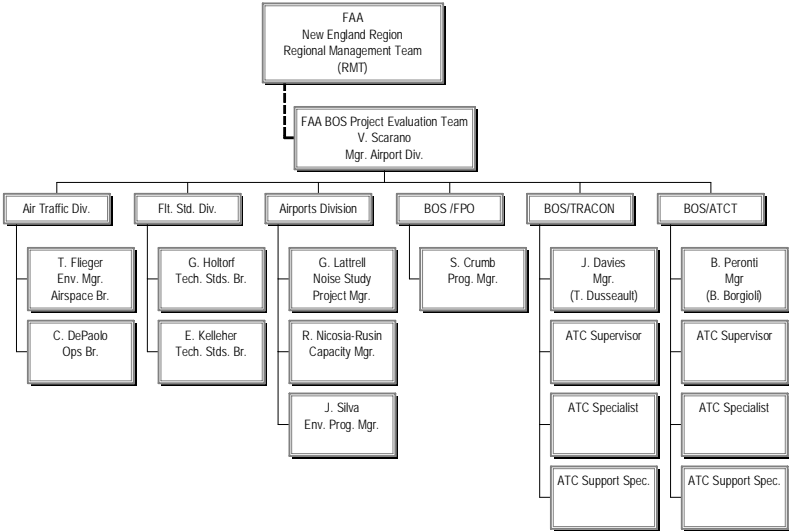 FAA
New England Region
Regional Management Team
(RMT)
FAA BOS Project Evaluation Team
V. Scarano
Mgr. Airport Div.
Air Traffic Div.
Flt. Std. Div.
Airports Division
BOS /FPO
BOS/TRACON
BOS/ATCT
T. Flieger
Env. Mgr.
Airspace Br.
G. Holtorf
Tech. Stds. Br.
G. Lattrell
Noise Study
Project Mgr.
S. Crumb
Prog. Mgr.
J. Davies
Mgr.
(T. Dusseault)
B. Peronti
Mgr
(B. Borgioli)
C. DePaolo
Ops Br.
E. Kelleher
Tech. Stds. Br.
R. Nicosia-Rusin
Capacity Mgr.
ATC Supervisor
ATC Supervisor
J. Silva
Env. Prog. Mgr.
ATC Specialist
ATC Specialist
ATC Support Spec.
ATC Support Spec.